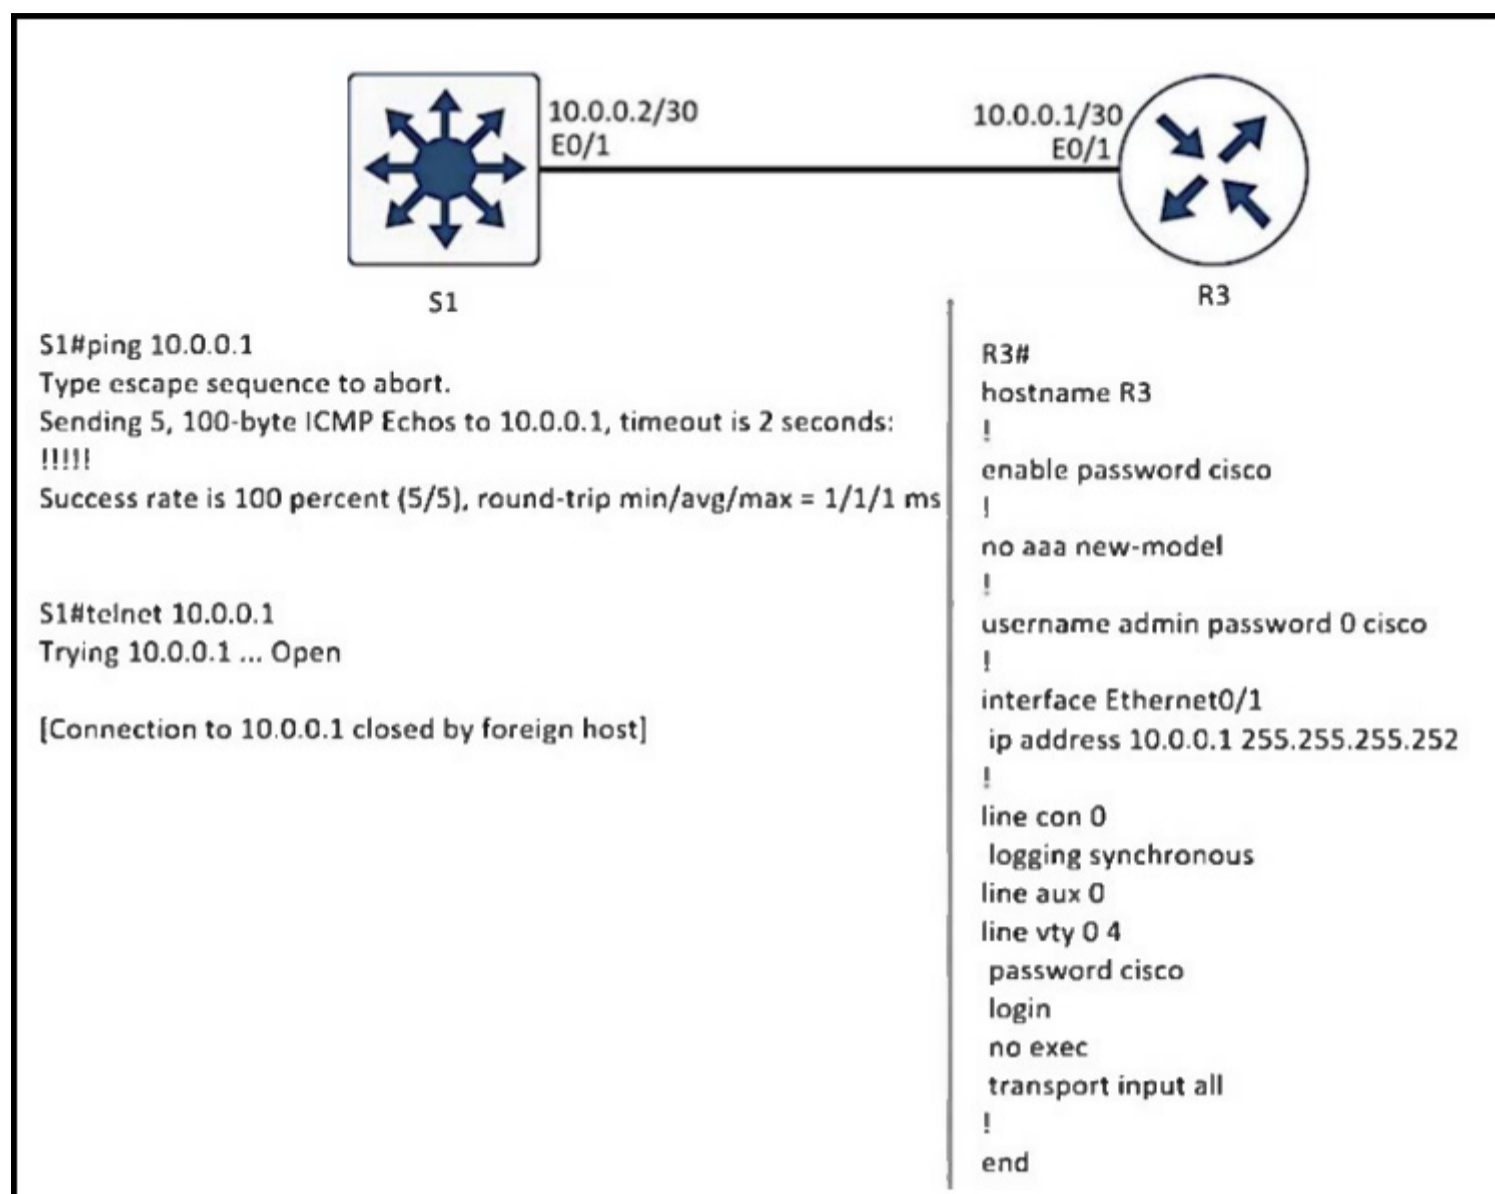 10.0.0.2/30
E0/1
10.0.0.1/30
E0/1
S1
R3
S1#ping 10.0.0.1
Type escape sequence to abort.
Sending 5, 100-byte ICMP Echos to 10.0.0.1, timeout is 2 seconds:
!!!!!
Success rate is 100 percent (5/5), round-trip min/avg/max = 1/1/1 ms
S1#telnet 10.0.0.1
Trying 10.0.0.1 ... Open
[Connection to 10.0.0.1 closed by foreign host]
R3#
hostname R3
!
enable password cisco
!
no aaa new-model
!
username admin password 0 cisco
!
interface Ethernet0/1
ip address 10.0.0.1 255.255.255.252
!
line con 0
logging synchronous
line aux 0
line vty 0 4
password cisco
login
no exec
transport input all
!
end